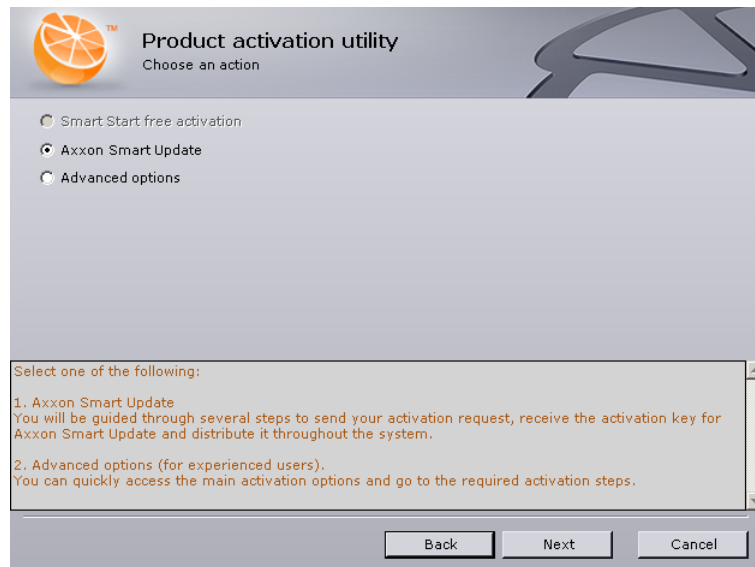 TM
Product activation utility
Choose an action
Smart Start free activation
Axxon Smart Update
Advanced options
Select one of the following:
1. Axxon Smart Update
You will be guided through several steps to send your activation request, receive the activation key for
Axxon Smart Update and distribute it throughout the system.
2. Advanced options (for experienced users).
You can quickly access the main activation options and go to the required activation steps.
Back Next Cancel